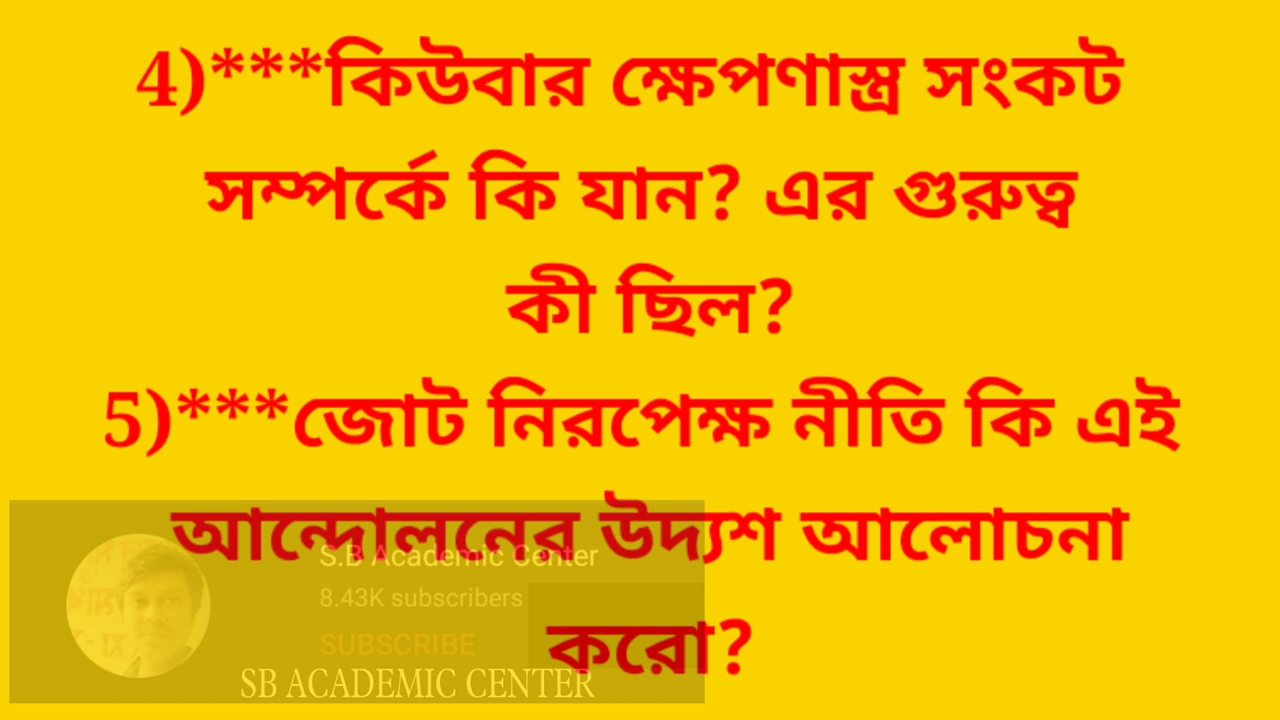 4)***কিউবার ক্ষেপণাস্ত্র সংকট
সম্পর্কে কি যান? এর গুরুত্ব
কী ছিল?
5)***জোট নিরপেক্ষ নীতি কি এই
আন্দোলনের উদ্যশ আলোচনা
করো?
S.B Academic Center
8.43K subscribers
SUBSCRIBE
SB ACADEMIC CENTER